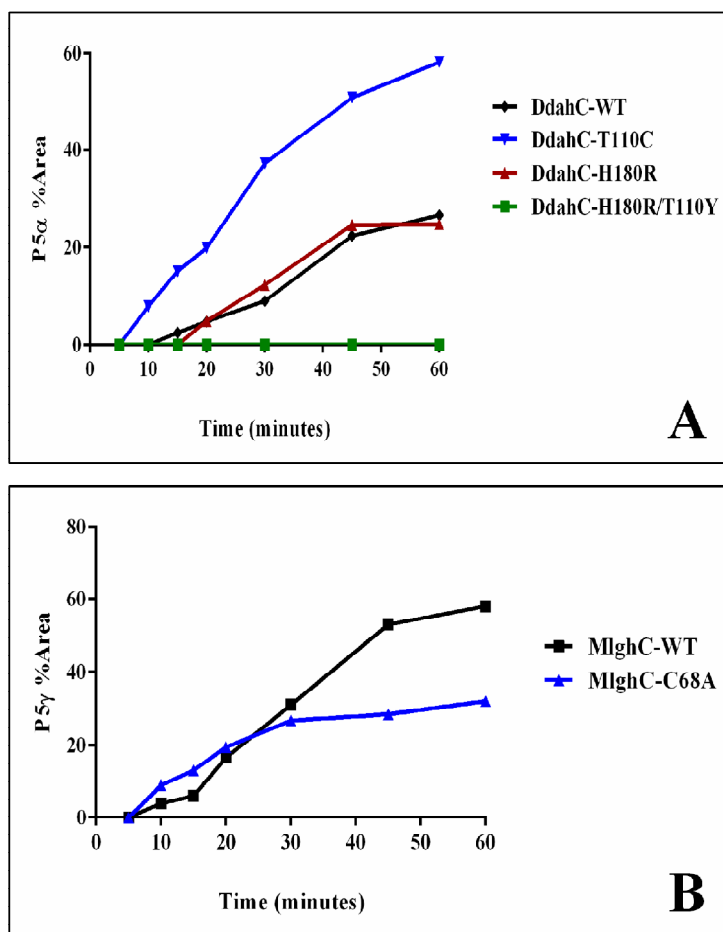 60
40
20
0
P5α %Area
0 10 20 30 40 50 60
Time (minutes)
DdahC-WT
DdahC-T110C
DdahC-H180R
DdahC-H180R/T110Y
A
80
60
40
20
0
P5γ %Area
0 10 20 30 40 50 60
Time (minutes)
MlghC-WT
MlghC-C68A
B